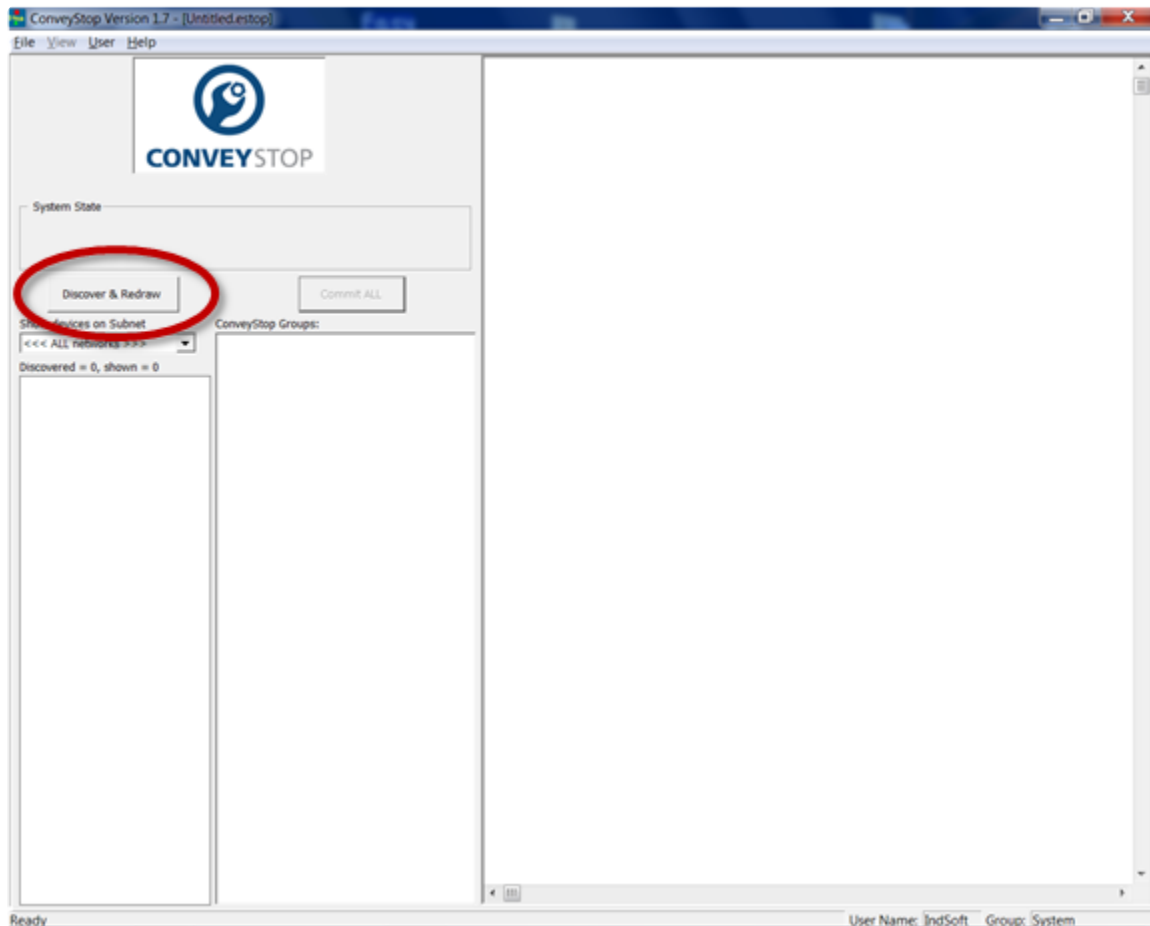 ConveyStop Version 1.7 - [Untitled.estop]
File View User Help
CONVEYSTOP
System State
Discover & Redraw
Commit ALL
devices on Subnet
ConveyStop Groups:
<<< ALL networks >>>
Discovered = 0, shown = 0
Ready
User Name: IndSoft Group: System